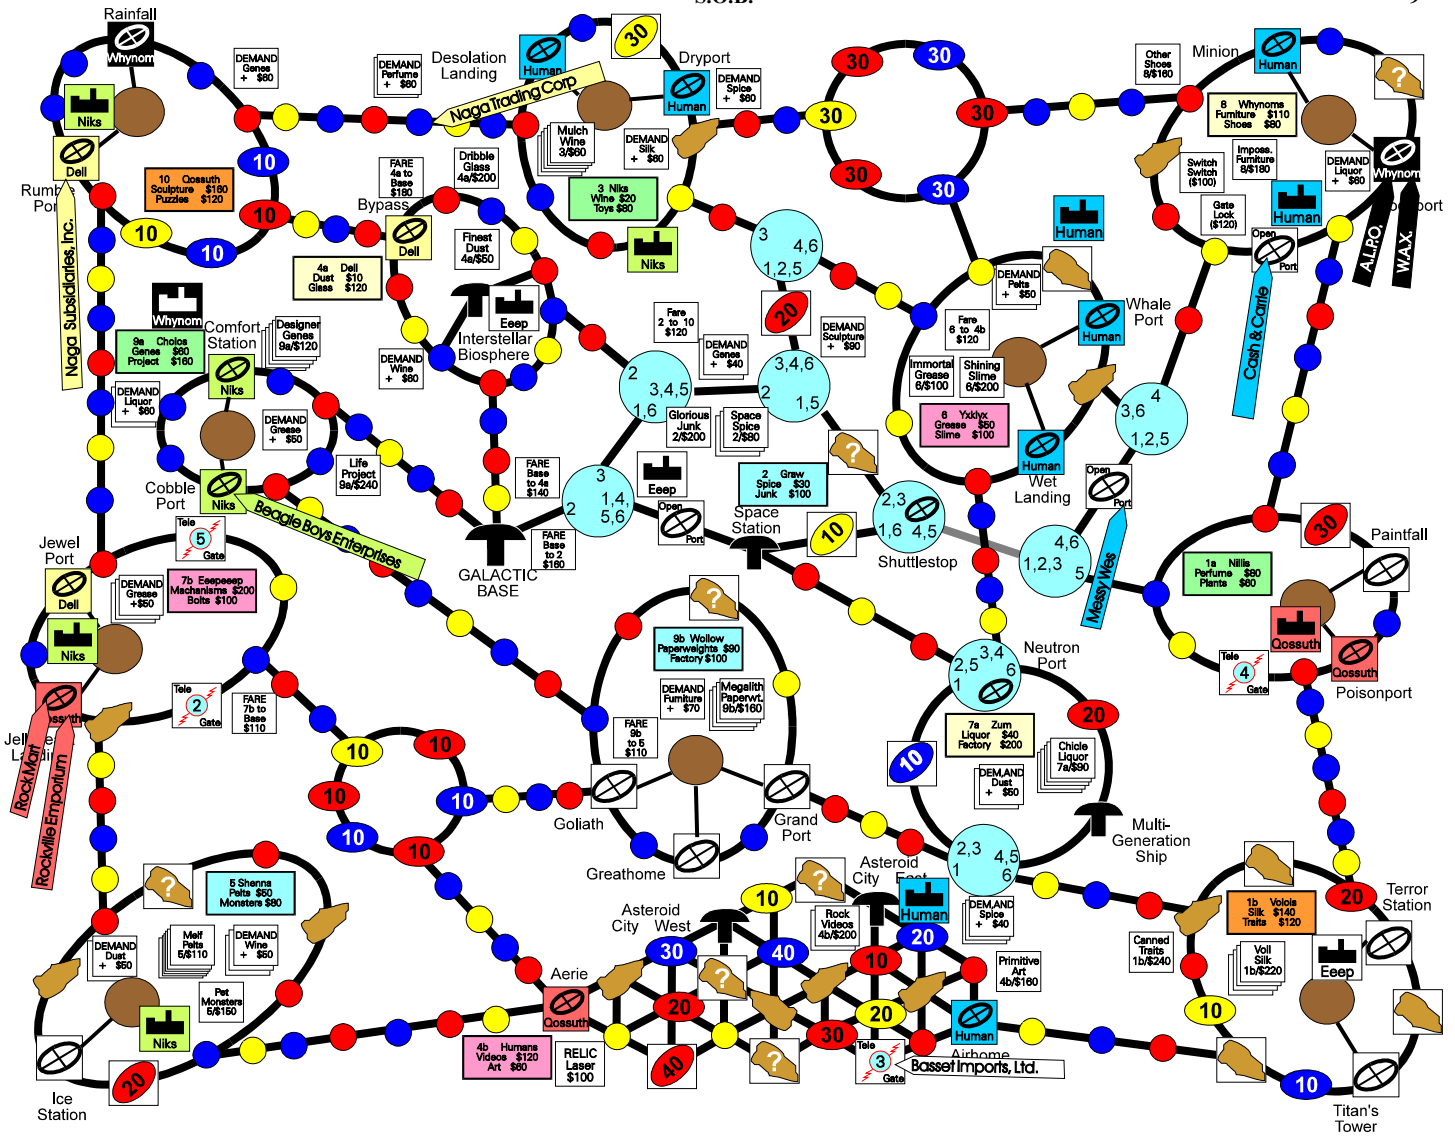 S.O.B.
9
Rainfall
Whynom
DEMAND
Genes
+ $60
Niks
Dell
Rumble
Port
Naga Subsidiaries, Inc.
10 Qossuth
Sculpture $160
Puzzles $120
10
10
10
10
DEMAND
Perfume
+ $60
Desolation
Landing
Human
Naga Trading Corp
30
Dryport
Human
DEMAND
Spice
+ $60
Mulch
Wine
3/$60
DEMAND
Silk
+ $60
3 Niks
Wine $20
Toys $80
Niks
30
30
30
30
30
30
Minion
Human
Other
Shoes
8/$160
?
8 Whynoms
Furniture $110
Shoes $80
Switch
Switch
($100)
Imposs.
Furniture
8/$180
DEMAND
Liquor
+ $60
Whynom
Gate
Lock
($120)
Human
Open
Port
A.L.P.O.
W.A.X.
Cash & Carrie
FARE
4a to
Base
$180
Dribble
Glass
4a/$200
Bypass
Dell
Finest
Dust
4a/$50
4a Dell
Dust $10
Glass $120
Eeep
Interstellar
Biosphere
DEMAND
Wine
+ $60
Whynom
Comfort
Station
Designer
Genes
9a/$120
9a Cholos
Genes $60
Project $160
Niks
DEMAND
Liquor
+ $60
DEMAND
Grease
+ $50
Life
Project
9a/$240
Cobble
Port
Niks
Beagle Boys Enterprises
3
4,6
1,2,5
20
Fare
2 to 10
$120
DEMAND
Genes
+ $40
DEMAND
Sculpture
+ $90
2
3,4,5
1,6
3,4,6
2
1,5
Glorious
Junk
2/$200
Space
Spice
2/$80
?
2 Graw
Spice $30
Junk $100
Eeep
3
2
1,4,
5,6
Open
Port
Space
Station
10
2,3
1,6
4,5
Shuttlestop
FARE
Base
to 4a
$140
FARE
Base
to 2
$160
GALACTIC
BASE
Human
DEMAND
Pelts
+ $50
Whale
Port
Human
Fare
6 to 4b
$120
Immortal
Grease
6/$100
Shining
Slime
6/$200
6 Yxklyx
Grease $50
Slime $100
Human
Wet
Landing
4
3,6
1,2,5
Open
Port
Messy Wes
4,6
1,2,3
5
30
Paintfall
1a Nillis
Perfume $80
Plants $60
Qossuth
Qossuth
Poisonport
Tele
4
Gate
Jewel
Port
Dell
DEMAND
Grease
+$50
Tele
5
Gate
7b Eeepeeep
Machanisms $200
Bolts $100
Niks
Tele
2
Gate
FARE
7b to
Base
$110
Rock Mart
Rockville Emporium
?
9b Wollow
Paperweights $90
Factory $100
DEMAND
Furniture
+ $70
Megalith
Paperwt.
9b/$160
FARE
9b
to 5
$110
Goliath
Grand
Port
Greathome
10
10
10
10
10
10
3,4
2,5
6
1
Neutron
Port
20
7a Zum
Liquor $40
Factory $200
10
DEM,AND
Dust
+ $50
Chicle
Liquor
7a/$90
Multi-
Generation
Ship
2,3
4,5
1
6
?
5 Shenna
Pelts $50
Monsters $80
DEMAND
Dust
+ $50
Melf
Pelts
5/$110
DEMAND
Wine
+ $50
Pet
Monsters
5/$150
Niks
20
Ice
Station
Aerie
Qossuth
4b Humans
Videos $120
Art $60
RELIC
Laser
$100
Asteroid
City West
10
?
Asteroid
City East
Human
Rock
Videos
4b/$200
DEM,AND
Spice
+ $40
30
40
20
10
?
20
20
30
40
?
Primitive
Art
4b/$160
Human
Airhome
Tele
3
Gate
Basset Imports, Ltd.
?
1b Volois
Silk $140
Traits $120
20
Terror
Station
Canned
Traits
1b/$240
Voil
Silk
1b/$220
Eeep
10
?
10
Titan's
Tower